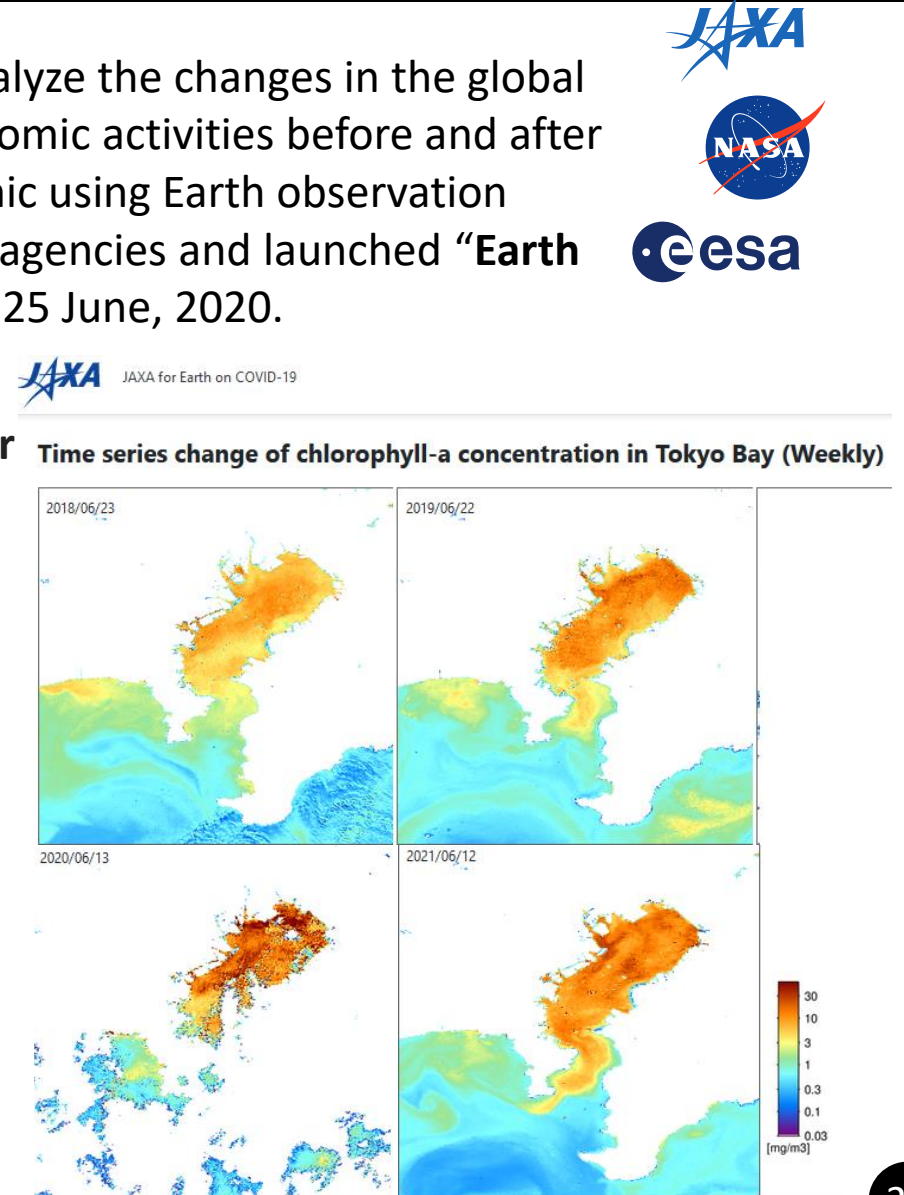 JAXA
alyze the changes in the global
NASA
omic activities before and after
nic using Earth observation
agencies and launched “Earth
esa
25 June, 2020.
JAXA JAXA for Earth on COVID-19
r
Time series change of chlorophyll-a concentration in Tokyo Bay (Weekly)
2018/06/23
2019/06/22
2020/06/13
2021/06/12
30
10
3
1
0.3
0.1
0.03
[mg/m3]